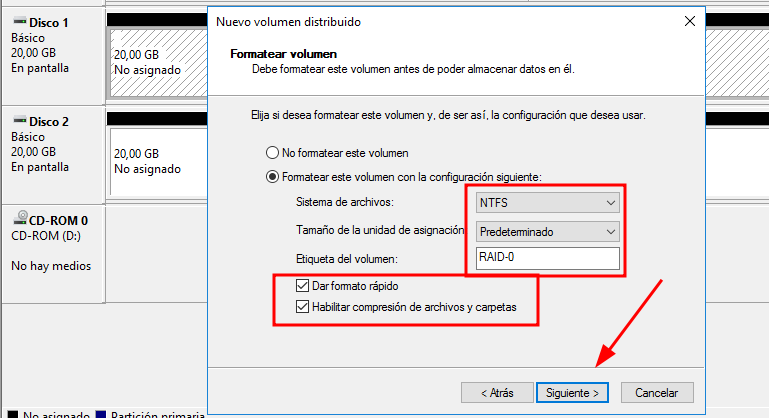 Disco 1
Básico
20,00 GB
En pantalla
20,00 GB
No asignado
Disco 2
Básico
20,00 GB
En pantalla
20,00 GB
No asignado
CD-ROM 0
CD-ROM (D:)
No hay medios
No asignado
Partición primaria
Nuevo volumen distribuido
Formatear volumen
Debe formatear este volumen antes de poder almacenar datos en él.
Elija si desea formatear este volumen y, de ser así, la configuración que desea usar.
No formatear este volumen
Formatear este volumen con la configuración siguiente:
Sistema de archivos:
NTFS
Tamaño de la unidad de asignación
Predeterminado
Etiqueta del volumen:
RAID-0
Dar formato rápido
Habilitar compresión de archivos y carpetas
< Atrás
Siguiente >
Cancelar